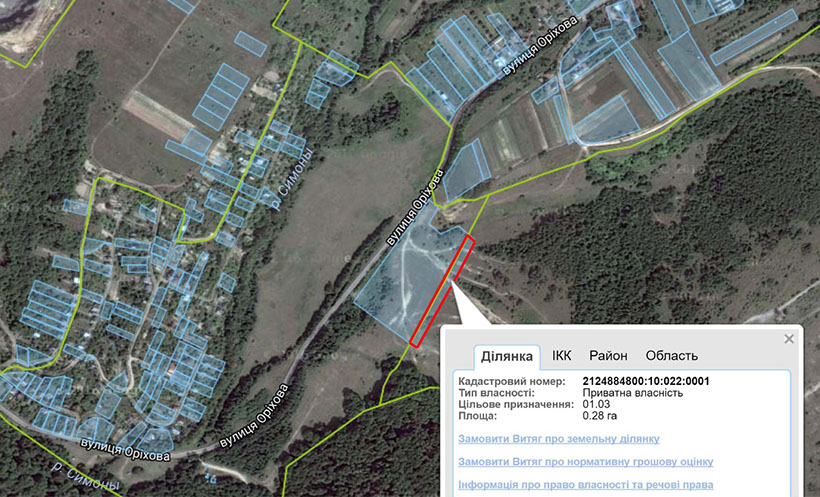 вулиця Оріхова
р. Симоны
вулиця Оріхова
Ділянка ІКК Район Область
Кадастровий номер: 2124884800:10:022:0001
Тип власності: Приватна власність
Цільове призначення: 01.03
Площа: 0.28 га
Замовити Витяг про земельну ділянку
Замовити Витяг про нормативну грошову оцінку
Інформація про право власності та речові права
вулиця Оріхова
вулиця Оріхова
р. Симоны